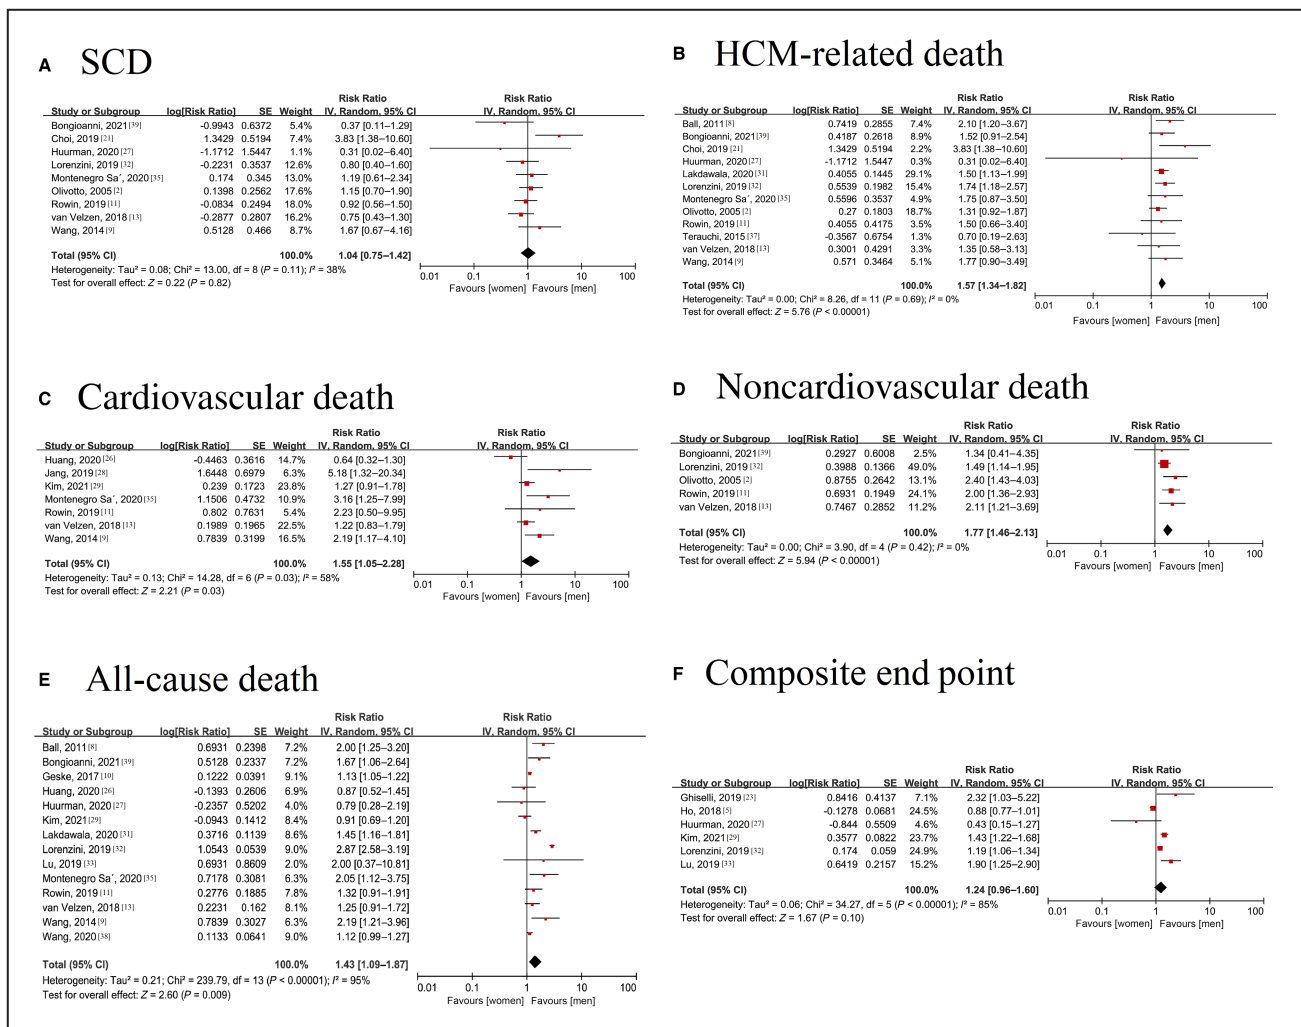 A SCD
Risk Ratio Risk Ratio
Study or Subgroup log[Risk Ratio] SE Weight IV, Random, 95% CI IV, Random, 95% CI
Bongioanni, 2021[39] -0.9943 0.6372 5.4% 0.37 [0.11–1.29]
Choi, 2019 [21] 1.3429 0.5194 7.4% 3.83 [1.38–10.60]
Huurman, 2020 [27] -1.1712 1.5447 1.1% 0.31 [0.02–6.40]
Lorenzini, 2019 [32] -0.2231 0.3537 12.6% 0.80 [0.40–1.60]
Montenegro Sa´, 2020[35] 0.174 0.345 13.0% 1.19 [0.61–2.34]
Olivotto, 2005 [2] 0.1398 0.2562 17.6% 1.15 [0.70–1.90]
Rowin, 2019 [11] -0.0834 0.2494 18.0% 0.92 [0.56–1.50]
van Velzen, 2018 [13] -0.2877 0.2807 16.2% 0.75 [0.43–1.30]
Wang, 2014 [9] 0.5128 0.466 8.7% 1.67 [0.67–4.16]
Total (95% CI) 100.0% 1.04 [0.75–1.42]
Heterogeneity: Tau² = 0.08; Chi² = 13.00, df = 8 (P = 0.11); I² = 38%
Test for overall effect: Z = 0.22 (P = 0.82)
0.01 0.1 1 10 100
Favours [women] Favours [men]
B HCM-related death
Risk Ratio Risk Ratio
Study or Subgroup log[Risk Ratio] SE Weight IV, Random, 95% CI IV, Random, 95% CI
Ball, 2011[8] 0.7419 0.2855 7.4% 2.10 [1.20–3.67]
Bongioanni, 2021[39] 0.4187 0.2618 8.9% 1.52 [0.91–2.54]
Choi, 2019 [21] 1.3429 0.5194 2.2% 3.83 [1.38–10.60]
Huurman, 2020 [27] -1.1712 1.5447 0.3% 0.31 [0.02–6.40]
Lakdawala, 2020 [31] 0.4055 0.1445 29.1% 1.50 [1.13–1.99]
Lorenzini, 2019 [32] 0.5539 0.1982 15.4% 1.74 [1.18–2.57]
Montenegro Sa´, 2020[35] 0.5596 0.3537 4.9% 1.75 [0.87–3.50]
Olivotto, 2005 [2] 0.27 0.1803 18.7% 1.31 [0.92–1.87]
Rowin, 2019 [11] 0.4055 0.4175 3.5% 1.50 [0.66–3.40]
Terauchi, 2015 [37] -0.3567 0.6754 1.3% 0.70 [0.19–2.63]
van Velzen, 2018 [13] 0.3001 0.4291 3.3% 1.35 [0.58–3.13]
Wang, 2014 [9] 0.571 0.3464 5.1% 1.77 [0.90–3.49]
Total (95% CI) 100.0% 1.57 [1.34–1.82]
Heterogeneity: Tau² = 0.00; Chi² = 8.26, df = 11 (P = 0.69); I² = 0%
Test for overall effect: Z = 5.76 (P < 0.00001)
0.01 0.1 1 10 100
Favours [women] Favours [men]
C Cardiovascular death
Risk Ratio Risk Ratio
Study or Subgroup log[Risk Ratio] SE Weight IV, Random, 95% CI IV, Random, 95% CI
Huang, 2020 [26] -0.4463 0.3616 14.7% 0.64 [0.32–1.30]
Jang, 2019 [28] 1.6448 0.6979 6.3% 5.18 [1.32–20.34]
Kim, 2021 [29] 0.239 0.1723 23.8% 1.27 [0.91–1.78]
Montenegro Sa´, 2020[35] 1.1506 0.4732 10.9% 3.16 [1.25–7.99]
Rowin, 2019 [11] 0.802 0.7631 5.3% 2.23 [0.50–9.95]
van Velzen, 2018 [13] 0.1989 0.1965 22.5% 1.22 [0.83–1.79]
Wang, 2014 [9] 0.7839 0.3199 16.5% 2.19 [1.17–4.10]
Total (95% CI) 100.0% 1.55 [1.05–2.28]
Heterogeneity: Tau² = 0.13; Chi² = 14.28, df = 6 (P = 0.03); I² = 58%
Test for overall effect: Z = 2.21 (P = 0.03)
0.01 0.1 1 10 100
Favours [women] Favours [men]
D Noncardiovascular death
Risk Ratio Risk Ratio
Study or Subgroup log[Risk Ratio] SE Weight IV, Random, 95% CI IV, Random, 95% CI
Bongioanni, 2021[39] 0.2927 0.6008 2.5% 1.34 [0.41–4.35]
Lorenzini, 2019 [32] 0.3988 0.1366 49.0% 1.49 [1.14–1.95]
Olivotto, 2005 [2] 0.8755 0.2642 13.1% 2.40 [1.43–4.03]
Rowin, 2019 [11] 0.6931 0.1949 24.1% 2.00 [1.36–2.93]
van Velzen, 2018 [13] 0.7467 0.2852 11.2% 2.11 [1.21–3.69]
Total (95% CI) 100.0% 1.77 [1.46–2.13]
Heterogeneity: Tau² = 0.00; Chi² = 3.90, df = 4 (P = 0.42); I² = 0%
Test for overall effect: Z = 5.94 (P < 0.00001)
0.01 0.1 1 10 100
Favours [women] Favours [men]
E All-cause death
Risk Ratio Risk Ratio
Study or Subgroup log[Risk Ratio] SE Weight IV, Random, 95% CI IV, Random, 95% CI
Ball, 2011 [8] 0.6931 0.2398 7.2% 2.00 [1.25–3.20]
Bongioanni, 2021 [39] 0.5128 0.2337 7.2% 1.67 [1.06–2.64]
Geske, 2017 [10] 0.1222 0.0391 9.1% 1.13 [1.05–1.22]
Huang, 2020 [26] -0.1393 0.2606 6.9% 0.87 [0.52–1.45]
Huurman, 2020 [27] -0.2357 0.5202 4.0% 0.79 [0.28–2.19]
Kim, 2021 [29] -0.0943 0.1412 8.4% 0.91 [0.69–1.20]
Lakdawala, 2020 [31] 0.3716 0.1139 8.6% 1.45 [1.16–1.81]
Lorenzini, 2019 [32] 1.0543 0.0539 9.0% 2.87 [2.58–3.19]
Lu, 2019 [33] 0.6931 0.8609 2.0% 2.00 [0.37–10.81]
Montenegro Sa´, 2020 [35] 0.7178 0.3081 6.3% 2.05 [1.12–3.75]
Rowin, 2019 [11] 0.2776 0.1885 7.8% 1.32 [0.91–1.91]
van Velzen, 2018 [13] 0.2231 0.162 8.1% 1.25 [0.91–1.72]
Wang, 2014 [9] 0.7839 0.3027 6.3% 2.19 [1.21–3.96]
Wang, 2020 [38] 0.1133 0.0641 9.0% 1.12 [0.99–1.27]
Total (95% CI) 100.0% 1.43 [1.09–1.87]
Heterogeneity: Tau² = 0.21; Chi² = 239.79, df = 13 (P < 0.00001); I² = 95%
Test for overall effect: Z = 2.60 (P = 0.009)
0.01 0.1 1 10 100
Favours [women] Favours [men]
F Composite end point
Risk Ratio Risk Ratio
Study or Subgroup log[Risk Ratio] SE Weight IV, Random, 95% CI IV, Random, 95% CI
Ghiselli, 2019 [23] 0.8416 0.4137 7.1% 2.32 [1.03–5.22]
Ho, 2018 [5] -0.1278 0.0681 24.5% 0.88 [0.77–1.01]
Huurman, 2020 [27] -0.844 0.5509 4.6% 0.43 [0.15–1.27]
Kim, 2021 [29] 0.3577 0.0822 23.7% 1.43 [1.22–1.68]
Lorenzini, 2019 [32] 0.174 0.059 24.9% 1.19 [1.06–1.34]
Lu, 2019 [33] 0.6419 0.2157 15.2% 1.90 [1.25–2.90]
Total (95% CI) 100.0% 1.24 [0.96–1.60]
Heterogeneity: Tau² = 0.06; Chi² = 34.27, df = 5 (P < 0.00001); I² = 85%
Test for overall effect: Z = 1.67 (P = 0.10)
0.01 0.1 1 10 100
Favours [women] Favours [men]